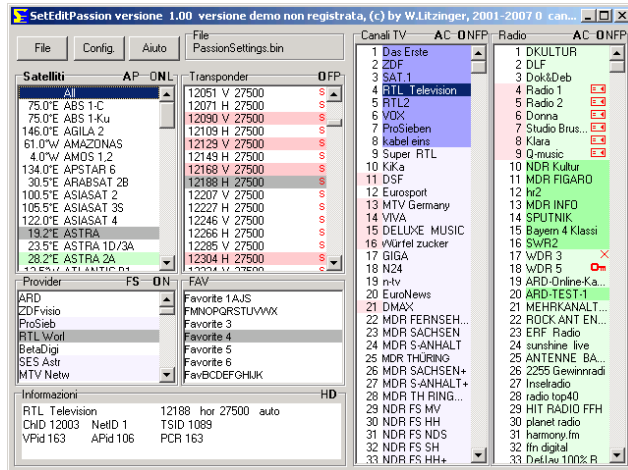 SetEditPassion versione 1.00 versione demo non registrata, (c) by W.Litzinger, 2001-2007 0 can...
File
Config.
Aiuto
File
PassionSettings.bin
Satelliti AP ONL
All
75.0°E ABS 1-C
75.0°E ABS 1-Ku
146.0°E AGILA 2
61.0°W AMAZONAS
4.0°W AMOS 1,2
134.0°E APSTAR 6
30.5°E ARABSAT 2B
100.5°E ASIASAT 2
105.5°E ASIASAT 3S
122.0°E ASIASAT 4
19.2°E ASTRA
23.5°E ASTRA 1D/3A
28.2°E ASTRA 2A
Transponder OFP
12051 V 27500 S
12071 H 27500 S
12090 V 27500 S
12109 H 27500 S
12129 V 27500 S
12149 H 27500 S
12168 V 27500 S
12188 H 27500 S
12207 V 27500 S
12227 H 27500 S
12246 V 27500 S
12266 H 27500 S
12285 V 27500 S
12304 H 27500 S
12324 V 27500 S
Provider FS ON
ARD
ZDFvisio
ProSieb
RTL Worl
BetaDigi
SES Astr
MTV Netw
FAV
Favorite 1AJS
FMNOPQRSTUVWX
Favorite 3
Favorite 4
Favorite 5
Favorite 6
FavBCDEFGHIJK
Informazioni HD
RTL Television 12188 hor 27500 auto
ChID 12003 NetID 1 TSID 1089
VPid 163 APid 106 PCR 163
Canali TV AC ONFP
1 Das Erste
2 ZDF
3 SAT.1
4 RTL Television
5 RTL2
6 VOX
7 ProSieben
8 kabel eins
9 Super RTL
10 KiKa
11 DSF
12 Eurosport
13 MTV Germany
14 VIVA
15 DELUXE MUSIC
16 Würfelzucker
17 GIGA
18 N24
19 n-tv
20 EuroNews
21 DMAX
22 MDR FERNSEH...
23 MDR SACHSEN
24 MDR S-ANHALT
25 MDR THÜRING
26 MDR SACHSEN+
27 MDR S-ANHALT+
28 MDR TH RING...
29 NDR FS MV
30 NDR FS HH
31 NDR FS NDS
32 NDR FS SH
33 NDR FS HH+
Radio AC ONFP
1 DKULTUR
2 DLF
3 Dok&Deb
4 Radio 1
5 Radio 2
6 Donna
7 Studio Brus...
8 Klara
9 Q-music
10 NDR Kultur
11 MDR FIGARO
12 hr2
13 MDR INFO
14 SPUTNIK
15 Bayern 4 Klassi
16 SWR2
17 WDR 3
18 WDR 5
19 ARD-Online-Ka...
20 ARD-TEST-1
21 MEHRKANALT...
22 ROCK ANT EN...
23 ERF Radio
24 sunshine live
25 ANTENNE BA...
26 2255 Gewinnradi
27 Inselradio
28 radio top40
29 HIT RADIO FFH
30 planet radio
31 harmony.fm
32 ffn digital
33 DefJay 100% R